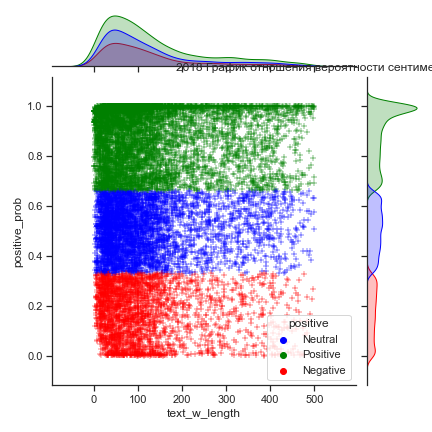 2018 График отншения вероятности сентиме
1.0
0.8
0.6
0.4
0.2
0.0
positive_prob
positive
Neutral
Positive
Negative
0 100 200 300 400 500
text_w_length